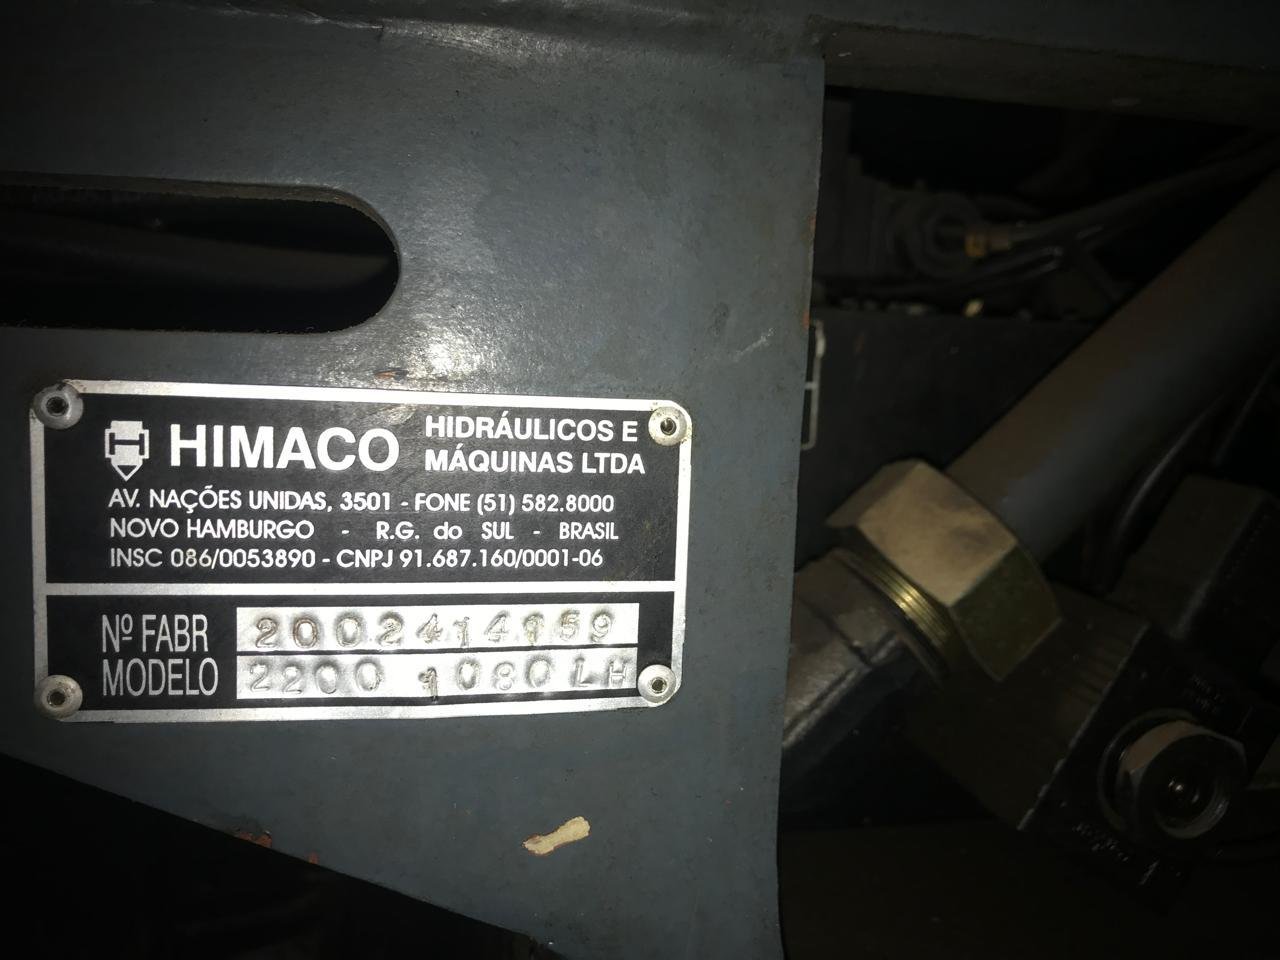 HIMACO
HIDRÁULICOS E
MÁQUINAS LTDA
AV. NAÇÕES UNIDAS, 3501 - FONE (51) 582.8000
NOVO HAMBURGO - R.G. do SUL - BRASIL
INSC 086/0053890 - CNPJ 91.687.160/0001-06
Nº FABR 2002414159
MODELO 2200 1080 LH